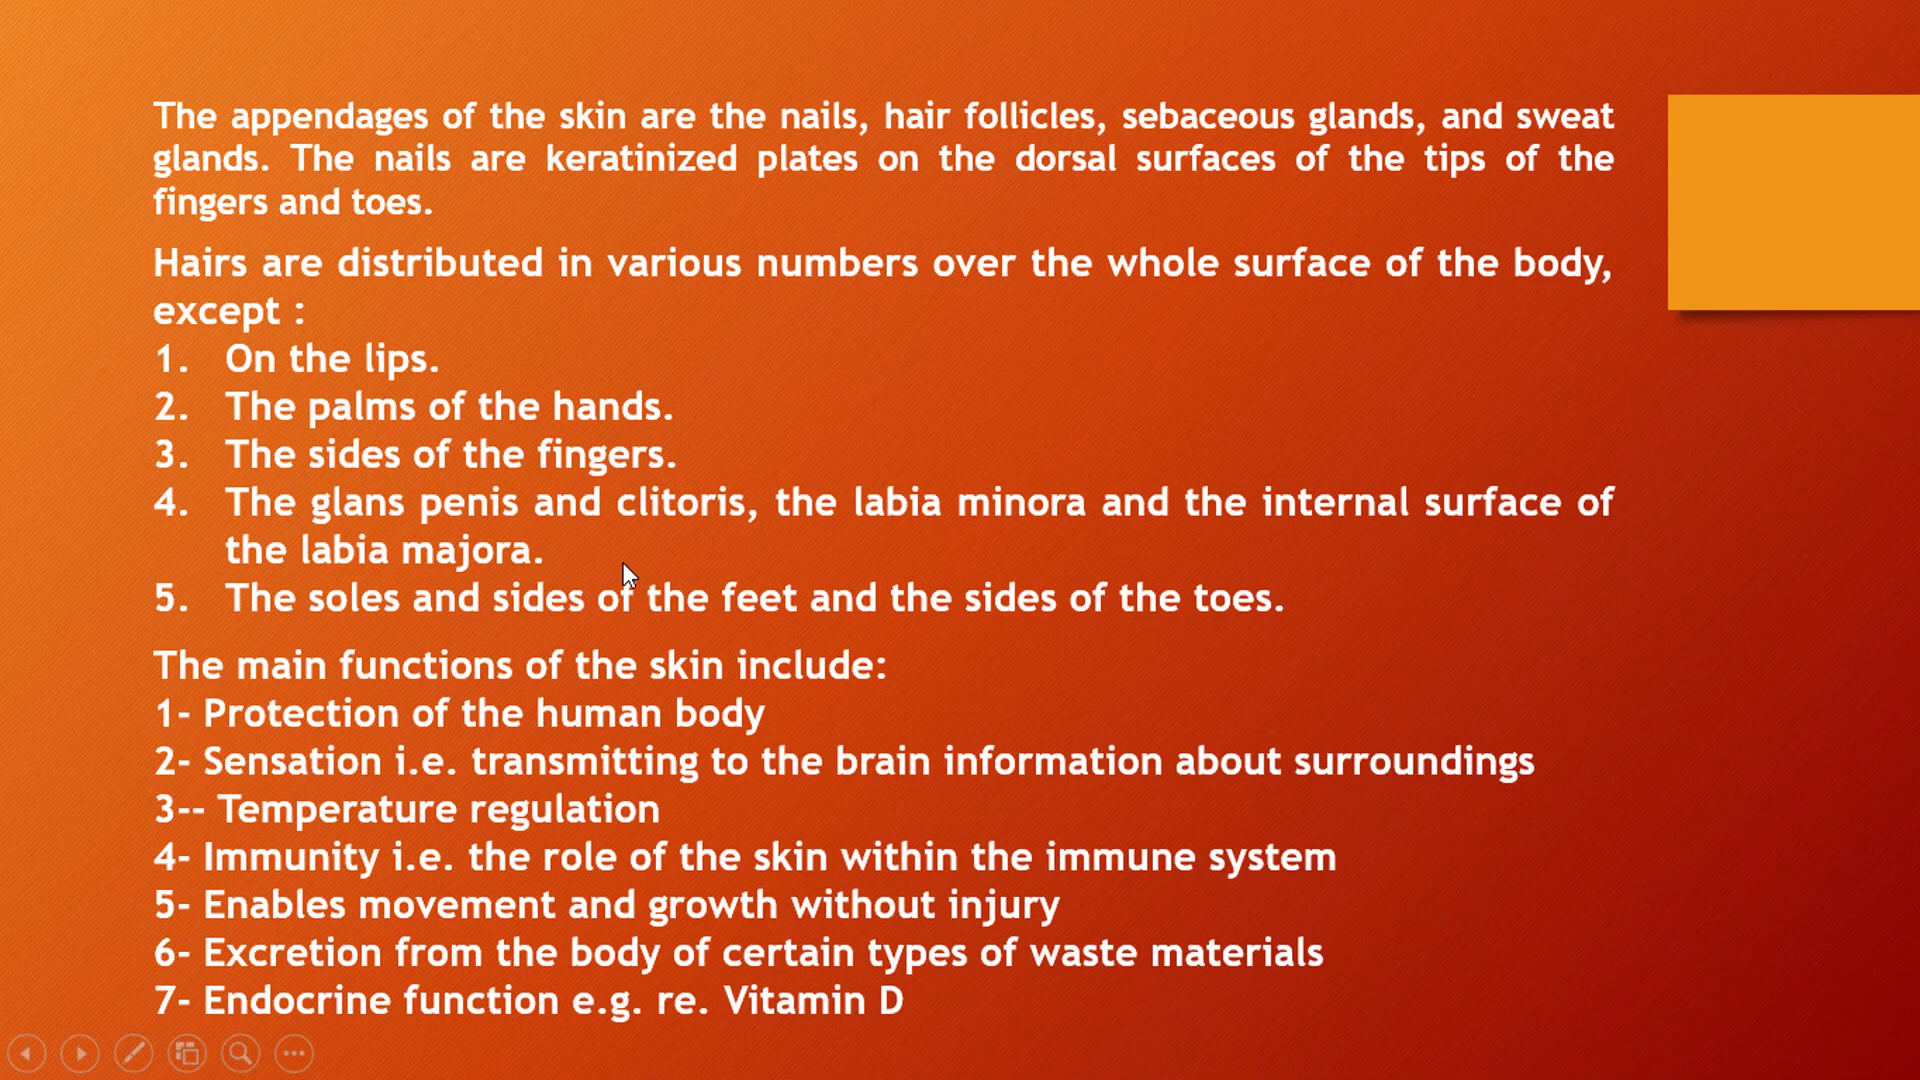 The appendages of the skin are the nails, hair follicles, sebaceous glands, and sweat
glands. The nails are keratinized plates on the dorsal surfaces of the tips of the
fingers and toes.
Hairs are distributed in various numbers over the whole surface of the body,
except :
1. On the lips.
2. The palms of the hands.
3. The sides of the fingers.
4. The glans penis and clitoris, the labia minora and the internal surface of
the labia majora.
5. The soles and sides of the feet and the sides of the toes.
The main functions of the skin include:
1- Protection of the human body
2- Sensation i.e. transmitting to the brain information about surroundings
3-- Temperature regulation
4- Immunity i.e. the role of the skin within the immune system
5- Enables movement and growth without injury
6- Excretion from the body of certain types of waste materials
7- Endocrine function e.g. re. Vitamin D